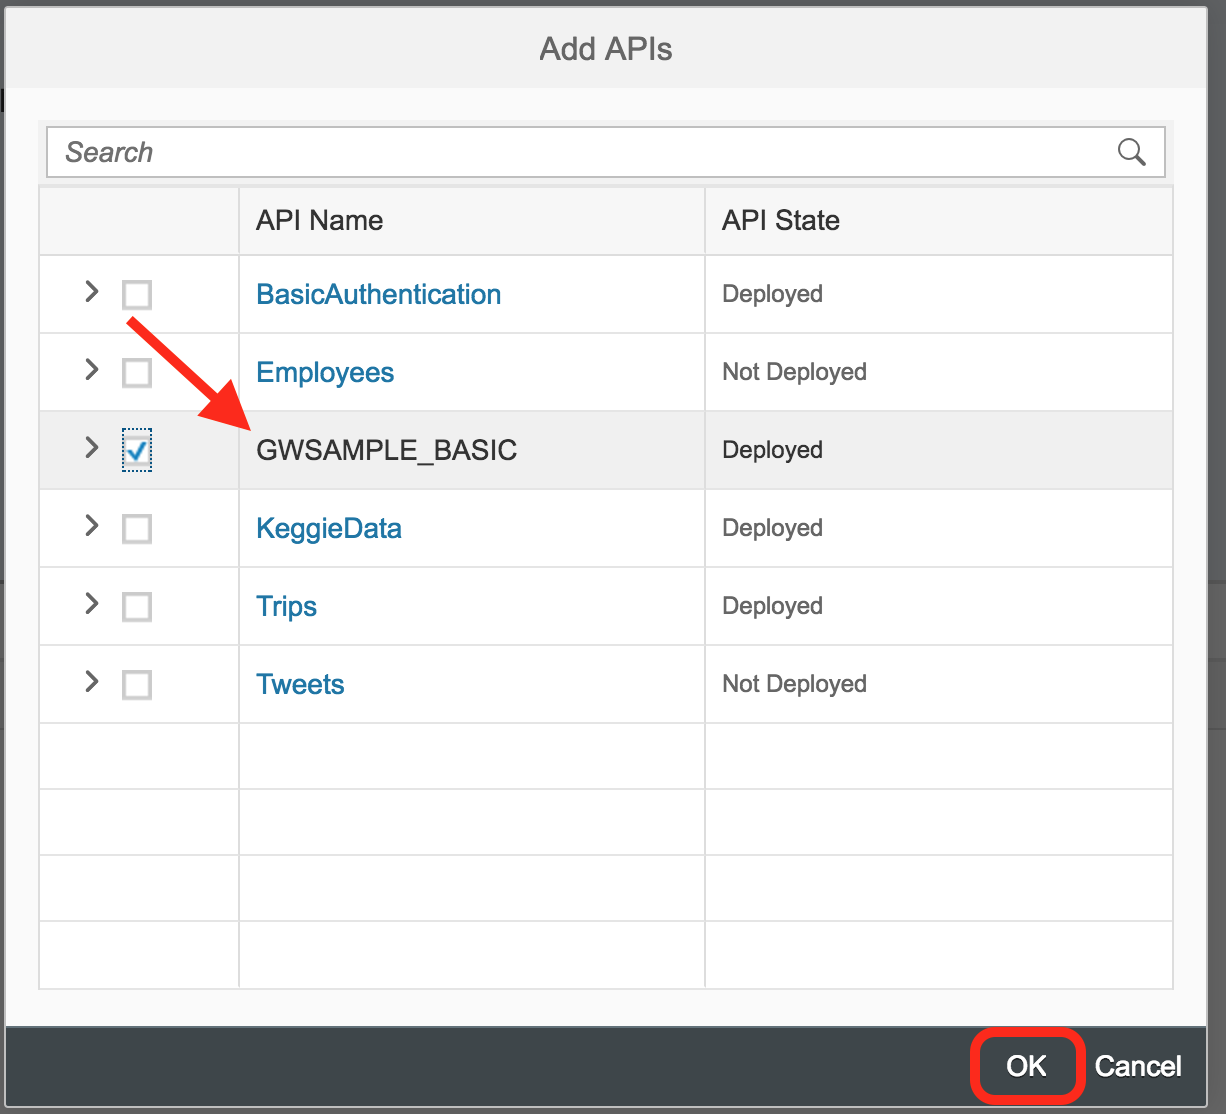 Add APIs
Search
API Name API State
BasicAuthentication Deployed
Employees Not Deployed
GWSAMPLE_BASIC Deployed
KeggieData Deployed
Trips Deployed
Tweets Not Deployed
OK Cancel